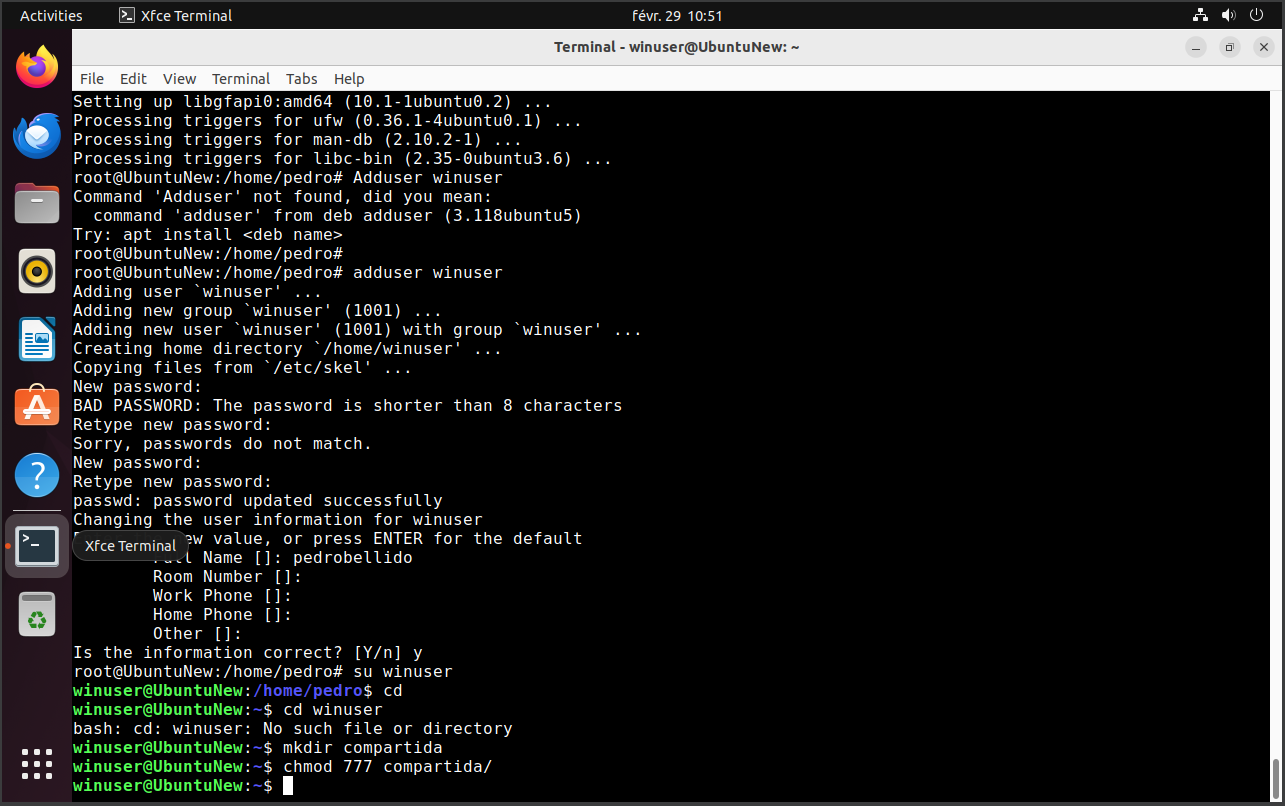 Activities
Xfce Terminal
févr. 29 10:51
Terminal - winuser@UbuntuNew: ~
File Edit View Terminal Tabs Help
Setting up libgfapi0:amd64 (10.1-1ubuntu0.2) ...
Processing triggers for ufw (0.36.1-4ubuntu0.1) ...
Processing triggers for man-db (2.10.2-1) ...
Processing triggers for libc-bin (2.35-0ubuntu3.6) ...
root@UbuntuNew:/home/pedro# Adduser winuser
Command 'Adduser' not found, did you mean:
  command 'adduser' from deb adduser (3.118ubuntu5)
Try: apt install <deb name>
root@UbuntuNew:/home/pedro#
root@UbuntuNew:/home/pedro# adduser winuser
Adding user `winuser' ...
Adding new group `winuser' (1001) ...
Adding new user `winuser' (1001) with group `winuser' ...
Creating home directory `/home/winuser' ...
Copying files from `/etc/skel' ...
New password:
BAD PASSWORD: The password is shorter than 8 characters
Retype new password:
Sorry, passwords do not match.
New password:
Retype new password:
passwd: password updated successfully
Changing the user information for winuser
value, or press ENTER for the default
Xfce Terminal
Name []: pedrobellido
        Room Number []:
        Work Phone []:
        Home Phone []:
        Other []:
Is the information correct? [Y/n] y
root@UbuntuNew:/home/pedro# su winuser
winuser@UbuntuNew:/home/pedro$ cd
winuser@UbuntuNew:~$ cd winuser
bash: cd: winuser: No such file or directory
winuser@UbuntuNew:~$ mkdir compartida
winuser@UbuntuNew:~$ chmod 777 compartida/
winuser@UbuntuNew:~$